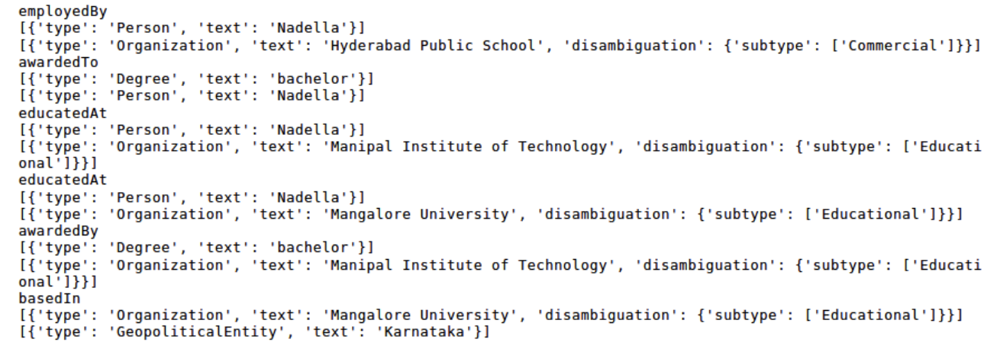 employedBy
[{'type': 'Person', 'text': 'Nadella'}]
[{'type': 'Organization', 'text': 'Hyderabad Public School', 'disambiguation': {'subtype': ['Commercial']}}]
awardedTo
[{'type': 'Degree', 'text': 'bachelor'}]
[{'type': 'Person', 'text': 'Nadella'}]
educatedAt
[{'type': 'Person', 'text': 'Nadella'}]
[{'type': 'Organization', 'text': 'Manipal Institute of Technology', 'disambiguation': {'subtype': ['Educati
onal']}}]
educatedAt
[{'type': 'Person', 'text': 'Nadella'}]
[{'type': 'Organization', 'text': 'Mangalore University', 'disambiguation': {'subtype': ['Educational']}}]
awardedBy
[{'type': 'Degree', 'text': 'bachelor'}]
[{'type': 'Organization', 'text': 'Manipal Institute of Technology', 'disambiguation': {'subtype': ['Educati
onal']}}]
basedIn
[{'type': 'Organization', 'text': 'Mangalore University', 'disambiguation': {'subtype': ['Educational']}}]
[{'type': 'GeopoliticalEntity', 'text': 'Karnataka'}]